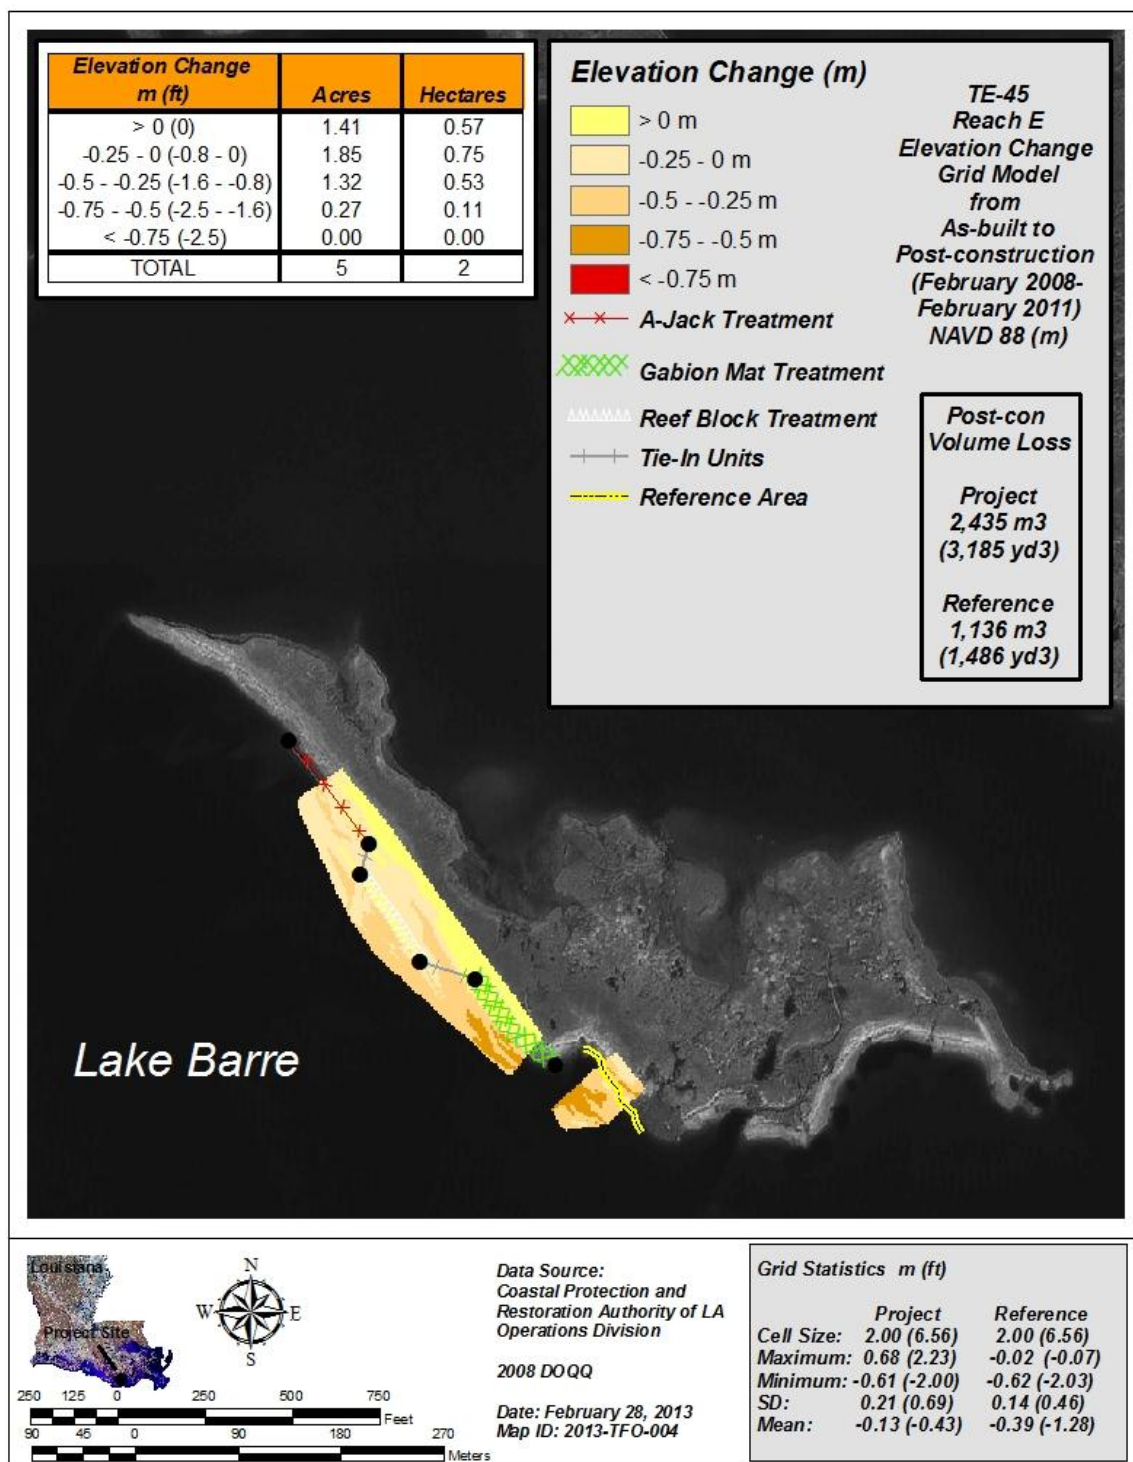 Elevation Change
m (ft) Acres Hectares
> 0 (0) 1.41 0.57
-0.25 - 0 (-0.8 - 0) 1.85 0.75
-0.5 - -0.25 (-1.6 - -0.8) 1.32 0.53
-0.75 - -0.5 (-2.5 - -1.6) 0.27 0.11
< -0.75 (-2.5) 0.00 0.00
TOTAL 5 2
Elevation Change (m)
> 0 m
-0.25 - 0 m
-0.5 - -0.25 m
-0.75 - -0.5 m
< -0.75 m
A-Jack Treatment
Gabion Mat Treatment
Reef Block Treatment
Tie-In Units
Reference Area
TE-45
Reach E
Elevation Change
Grid Model
from
As-built to
Post-construction
(February 2008-
February 2011)
NAVD 88 (m)
Post-con
Volume Loss
Project
2,435 m3
(3,185 yd3)
Reference
1,136 m3
(1,486 yd3)
Lake Barre
Louisiana
Project Site
N
W E
S
250 125 0 250 500 750
Feet
90 45 0 90 180 270
Meters
Data Source:
Coastal Protection and
Restoration Authority of LA
Operations Division
2008 DOQQ
Date: February 28, 2013
Map ID: 2013-TFO-004
Grid Statistics m (ft)
Project Reference
Cell Size: 2.00 (6.56) 2.00 (6.56)
Maximum: 0.68 (2.23) -0.02 (-0.07)
Minimum: -0.61 (-2.00) -0.62 (-2.03)
SD: 0.21 (0.69) 0.14 (0.46)
Mean: -0.13 (-0.43) -0.39 (-1.28)